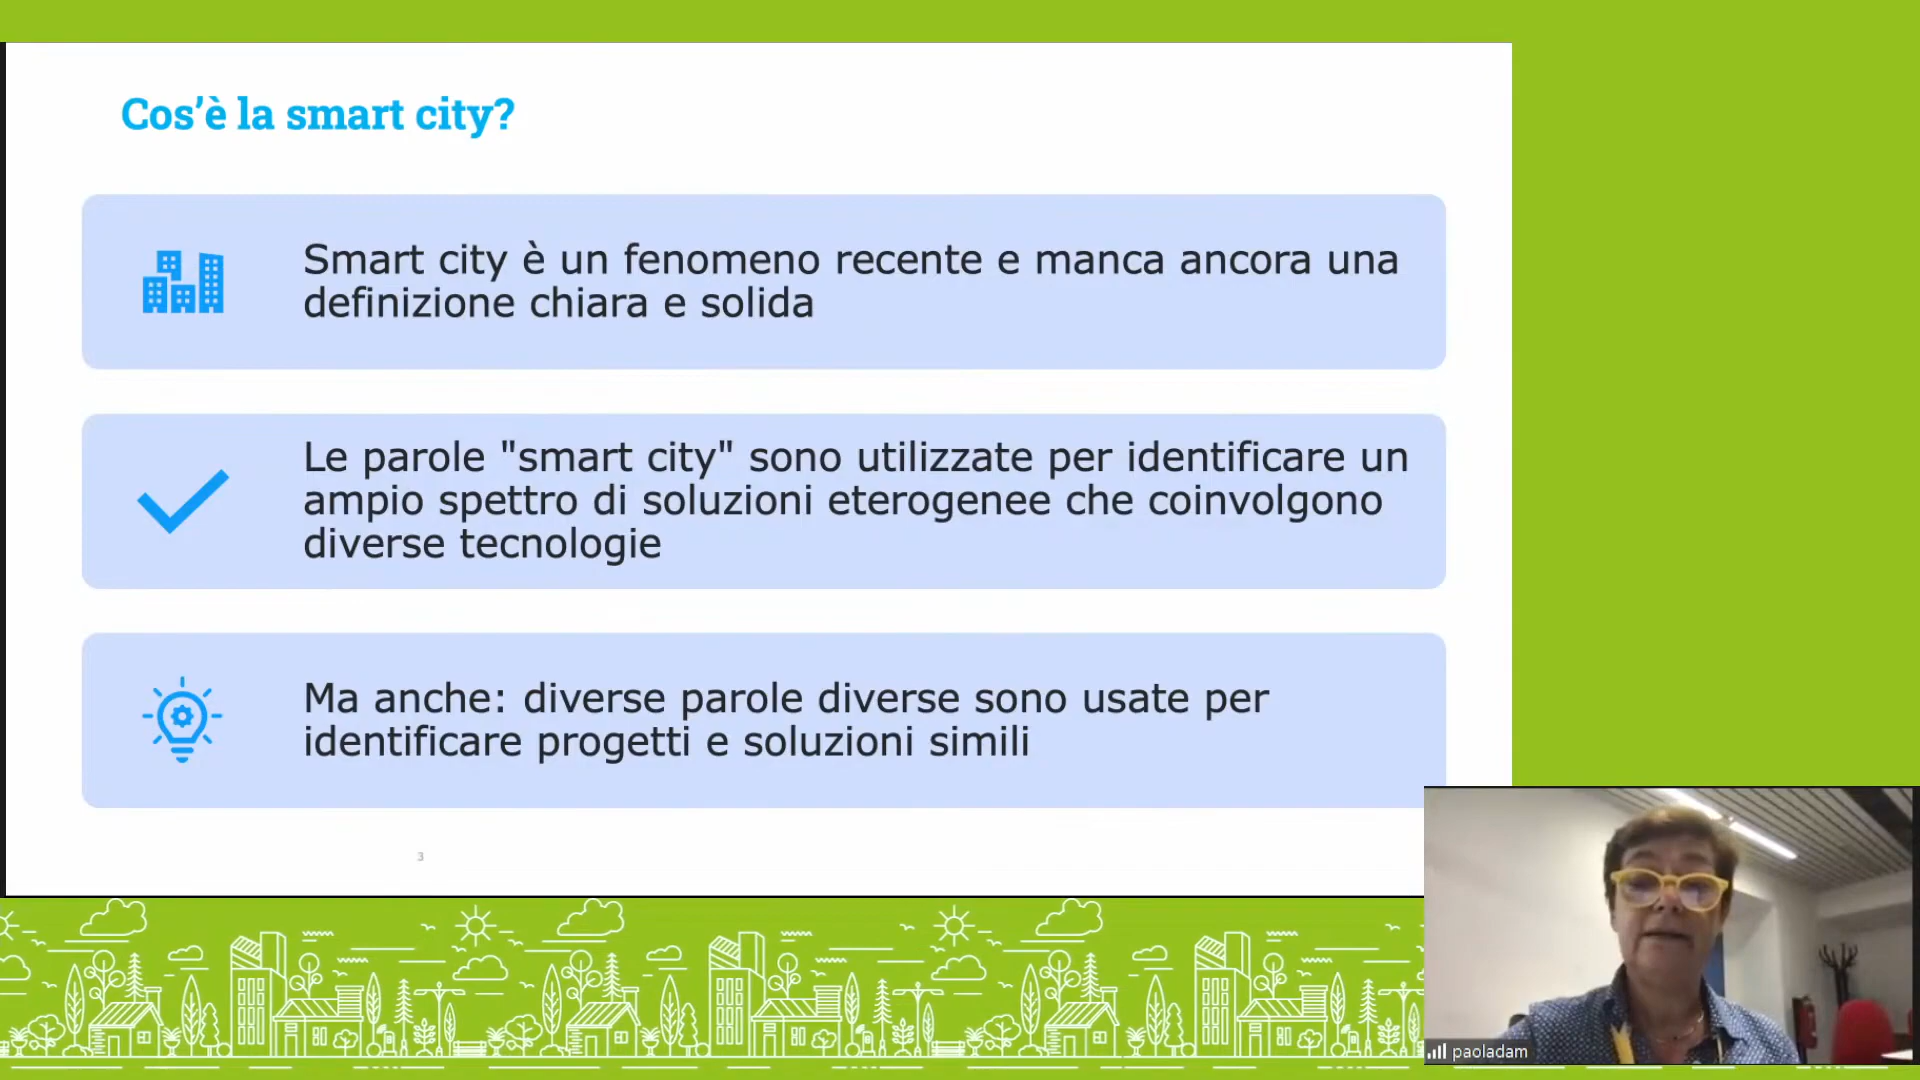 Cos’è la smart city?
Smart city è un fenomeno recente e manca ancora una
definizione chiara e solida
Le parole "smart city" sono utilizzate per identificare un
ampio spettro di soluzioni eterogenee che coinvolgono
diverse tecnologie
Ma anche: diverse parole diverse sono usate per
identificare progetti e soluzioni simili
3
paoladam